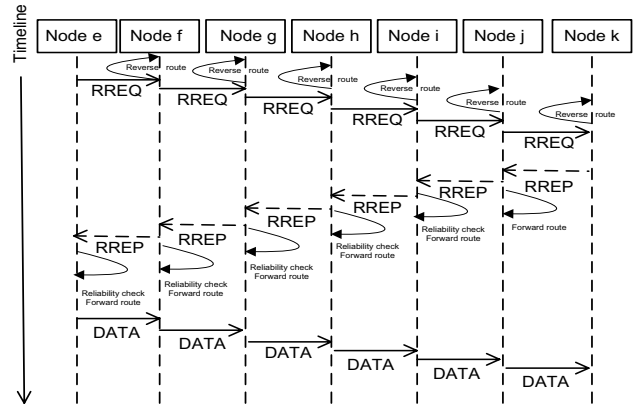 Timeline
Node e
Node f
Node g
Node h
Node i
Node j
Node k
Reverse route
Reverse route
Reverse route
Reverse route
Reverse route
Reverse route
RREQ
RREQ
RREQ
RREQ
RREQ
RREQ
RREP
RREP
RREP
RREP
RREP
RREP
Forward route
Reliability check
Forward route
Reliability check
Forward route
Reliability check
Forward route
Reliability check
Forward route
Reliability check
Forward route
DATA
DATA
DATA
DATA
DATA
DATA